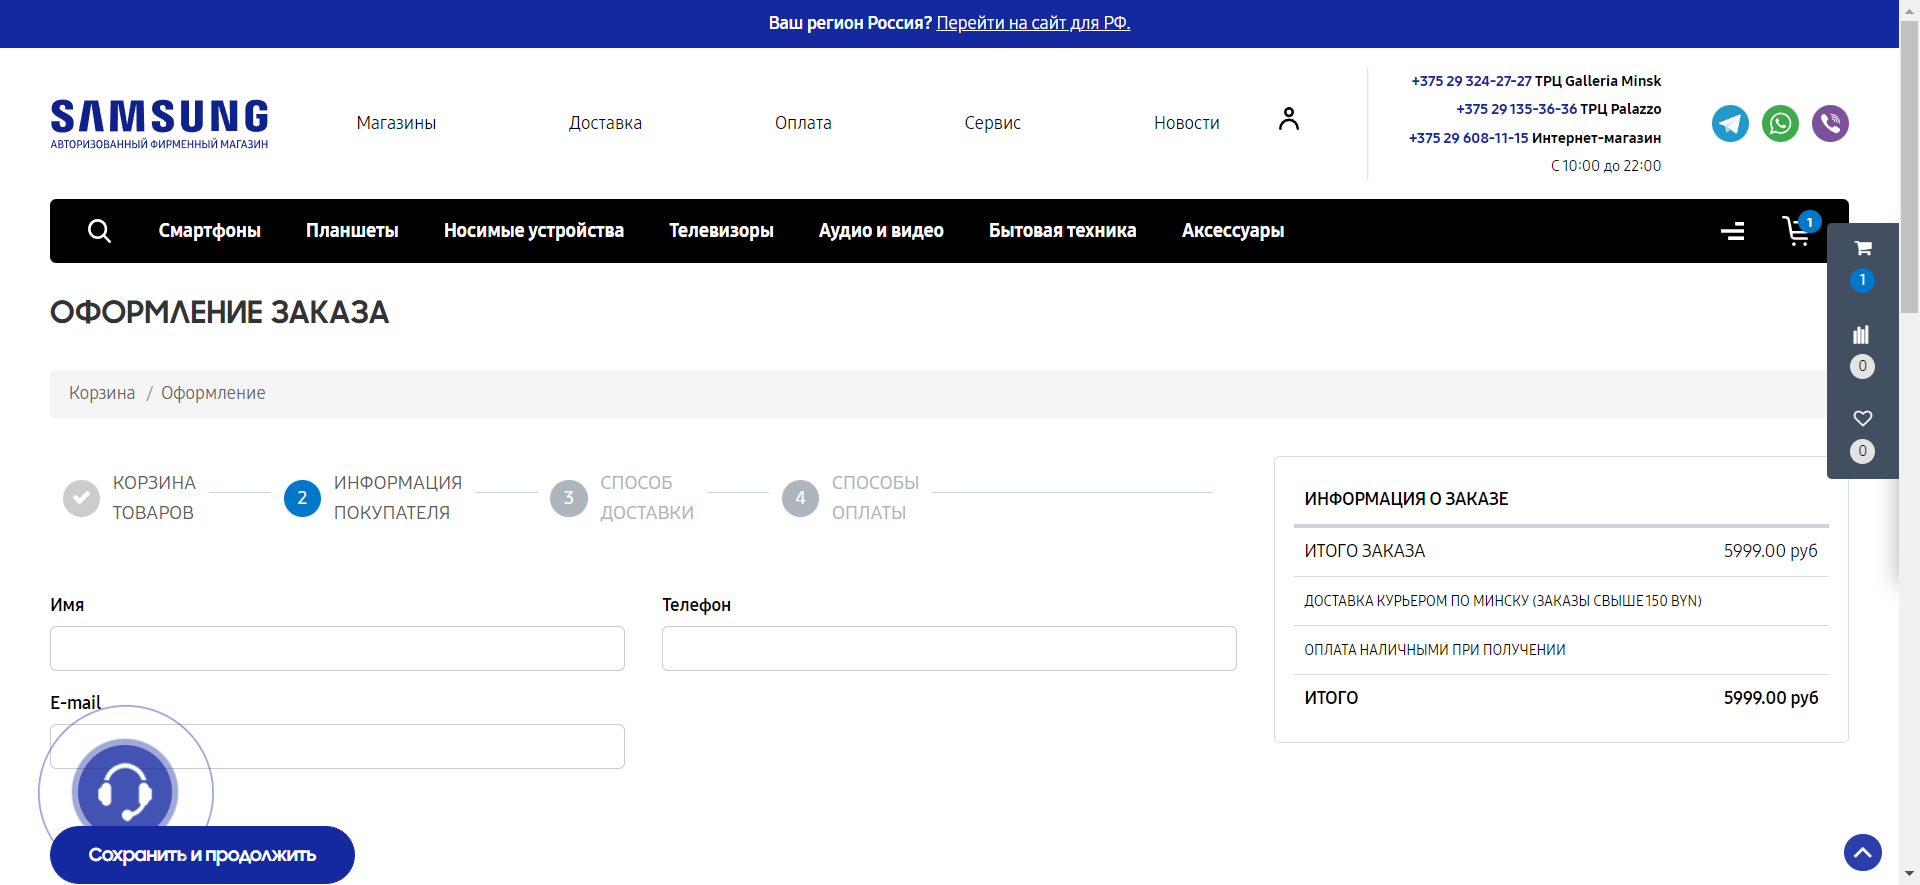 Ваш регион Россия? Перейти на сайт для РФ.
SAMSUNG
АВТОРИЗОВАННЫЙ ФИРМЕННЫЙ МАГАЗИН
Магазины
Доставка
Оплата
Сервис
Новости
+375 29 324-27-27 ТРЦ Galleria Minsk
+375 29 135-36-36 ТРЦ Palazzo
+375 29 608-11-15 Интернет-магазин
С 10:00 до 22:00
Смартфоны
Планшеты
Носимые устройства
Телевизоры
Аудио и видео
Бытовая техника
Аксессуары
1
1
0
0
ОФОРМЛЕНИЕ ЗАКАЗА
Корзина / Оформление
КОРЗИНА
ТОВАРОВ
2
ИНФОРМАЦИЯ
ПОКУПАТЕЛЯ
3
СПОСОБ
ДОСТАВКИ
4
СПОСОБЫ
ОПЛАТЫ
Имя
Телефон
E-mail
Сохранить и продолжить
ИНФОРМАЦИЯ О ЗАКАЗЕ
ИТОГО ЗАКАЗА 5999.00 руб
ДОСТАВКА КУРЬЕРОМ ПО МИНСКУ (ЗАКАЗЫ СВЫШЕ 150 BYN)
ОПЛАТА НАЛИЧНЫМИ ПРИ ПОЛУЧЕНИИ
ИТОГО 5999.00 руб